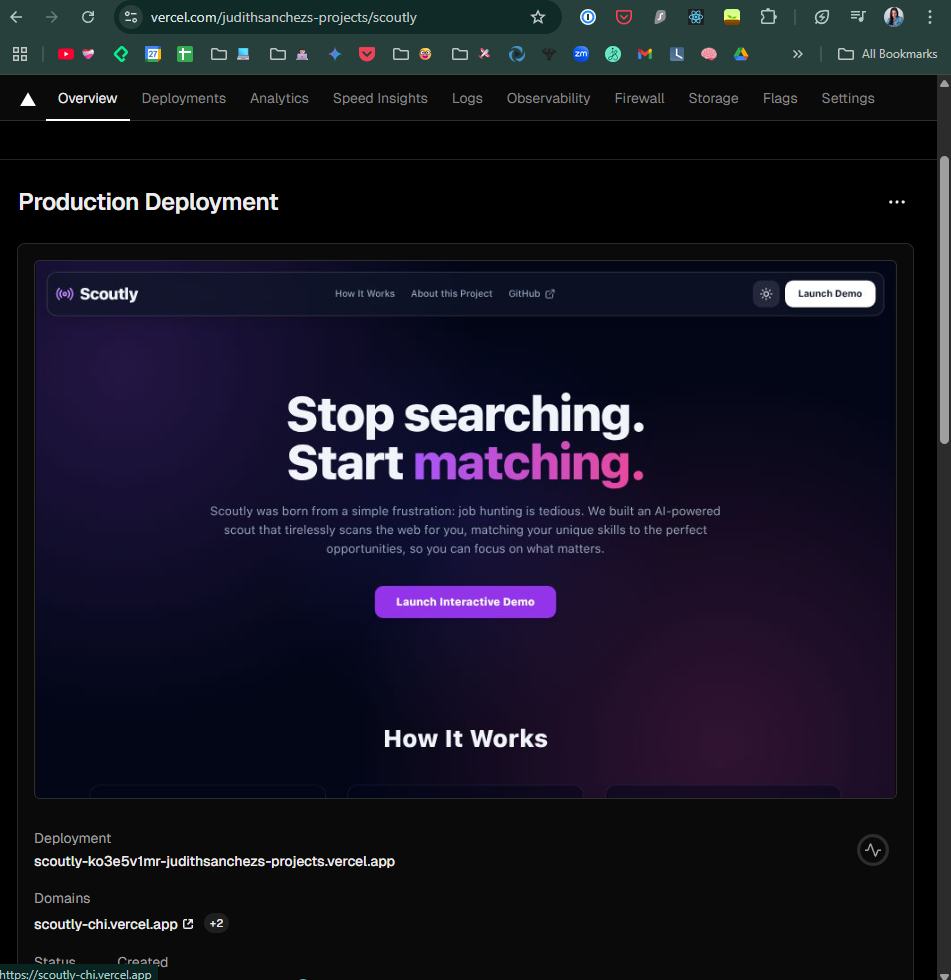 vercel.com/judithsanchezs-projects/scoutly
27
zm
All Bookmarks
Overview Deployments Analytics Speed Insights Logs Observability Firewall Storage Flags Settings
Production Deployment
Scoutly How It Works About this Project GitHub Launch Demo
Stop searching.
Start matching.
Scoutly was born from a simple frustration: job hunting is tedious. We built an AI-powered
scout that tirelessly scans the web for you, matching your unique skills to the perfect
opportunities, so you can focus on what matters.
Launch Interactive Demo
How It Works
Deployment
scoutly-ko3e5v1mr-judithsanchezs-projects.vercel.app
Domains
scoutly-chi.vercel.app +2
Status Created
https://scoutly-chi.vercel.app